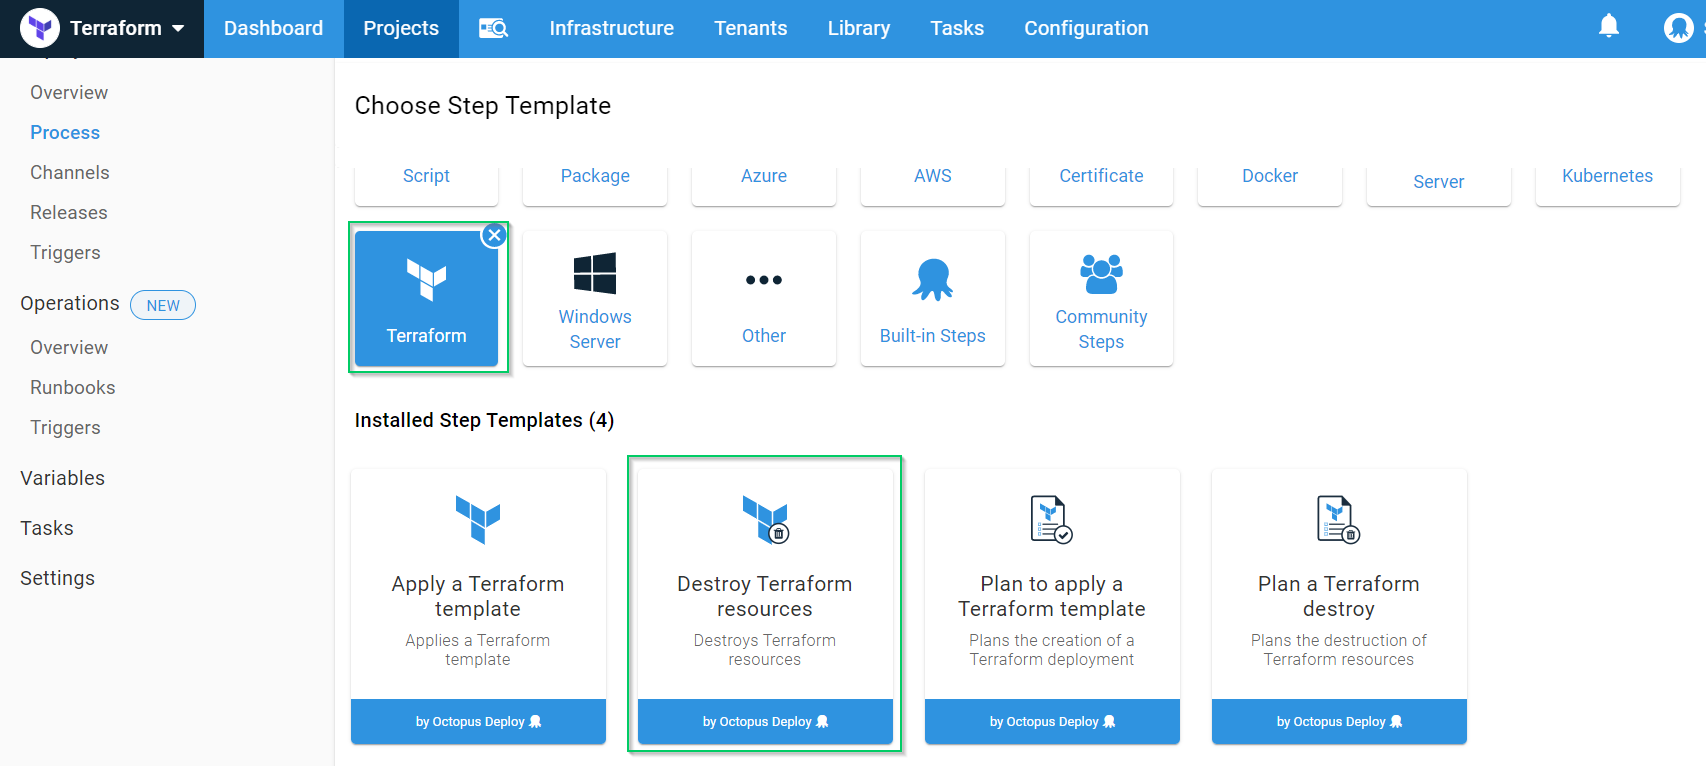 Terraform Dashboard Projects Infrastructure Tenants Library Tasks Configuration
Overview
Process
Channels
Releases
Triggers
Operations NEW
Overview
Runbooks
Triggers
Variables
Tasks
Settings
Choose Step Template
Script Package Azure AWS Certificate Docker Server Kubernetes
Terraform
Windows
Server
Other
Built-in Steps
Community
Steps
Installed Step Templates (4)
Apply a Terraform
template
Applies a Terraform
template
by Octopus Deploy
Destroy Terraform
resources
Destroys Terraform
resources
by Octopus Deploy
Plan to apply a
Terraform template
Plans the creation of a
Terraform deployment
by Octopus Deploy
Plan a Terraform
destroy
Plans the destruction of
Terraform resources
by Octopus Deploy